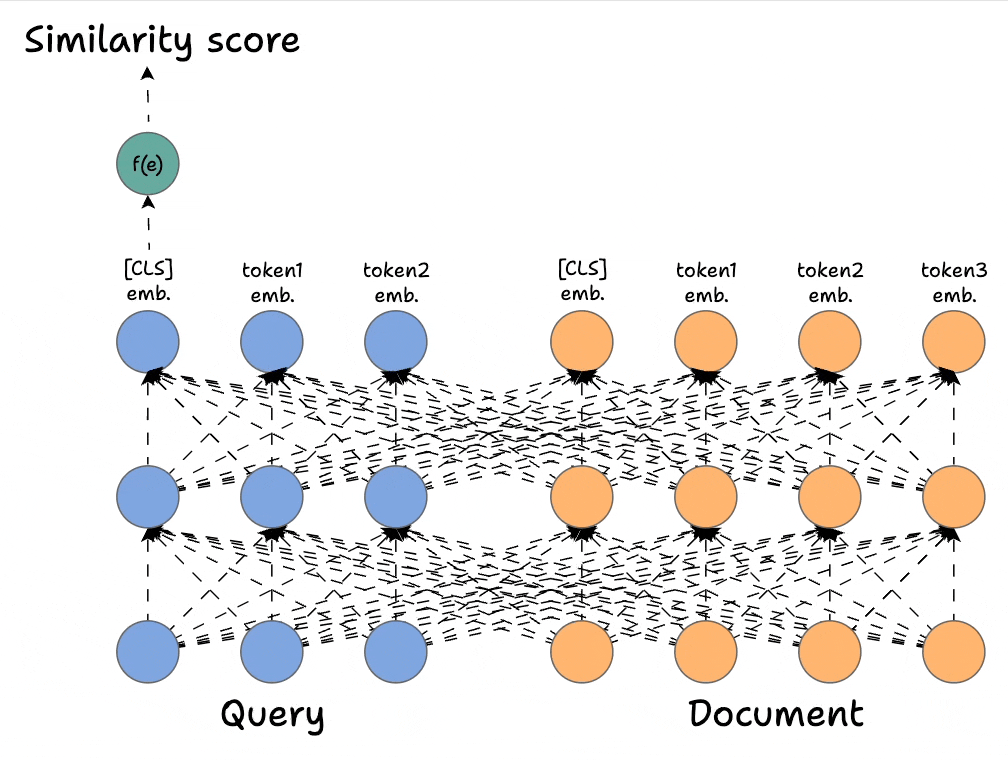 Similarity score
f(e)
[CLS] emb.
token1 emb.
token2 emb.
[CLS] emb.
token1 emb.
token2 emb.
token3 emb.
Query
Document